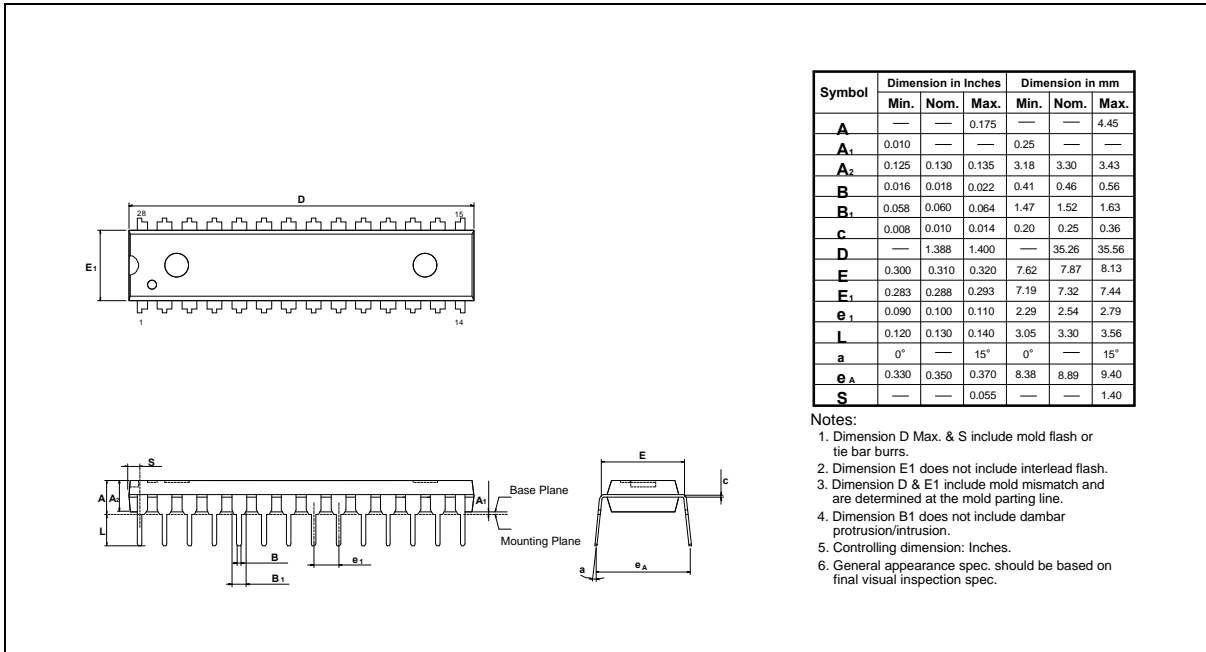 Symbol Dimension in Inches Dimension in mm
Min. Nom. Max. Min. Nom. Max.
A — — 0.175 — — 4.45
A1 0.010 — — 0.25 — —
A2 0.125 0.130 0.135 3.18 3.30 3.43
B 0.016 0.018 0.022 0.41 0.46 0.56
B1 0.058 0.060 0.064 1.47 1.52 1.63
c 0.008 0.010 0.014 0.20 0.25 0.36
D — 1.388 1.400 — 35.26 35.56
E 0.300 0.310 0.320 7.62 7.87 8.13
E1 0.283 0.288 0.293 7.19 7.32 7.44
e1 0.090 0.100 0.110 2.29 2.54 2.79
L 0.120 0.130 0.140 3.05 3.30 3.56
a 0° — 15° 0° — 15°
eA 0.330 0.350 0.370 8.38 8.89 9.40
S — — 0.055 — — 1.40
Notes:
1. Dimension D Max. & S include mold flash or
tie bar burrs.
2. Dimension E1 does not include interlead flash.
3. Dimension D & E1 include mold mismatch and
are determined at the mold parting line.
4. Dimension B1 does not include dambar
protrusion/intrusion.
5. Controlling dimension: Inches.
6. General appearance spec. should be based on
final visual inspection spec.
D
28 15
E1
1 14
S
A A2 A1
L
Base Plane
Mounting Plane
B
B1
e1
E
c
a
eA